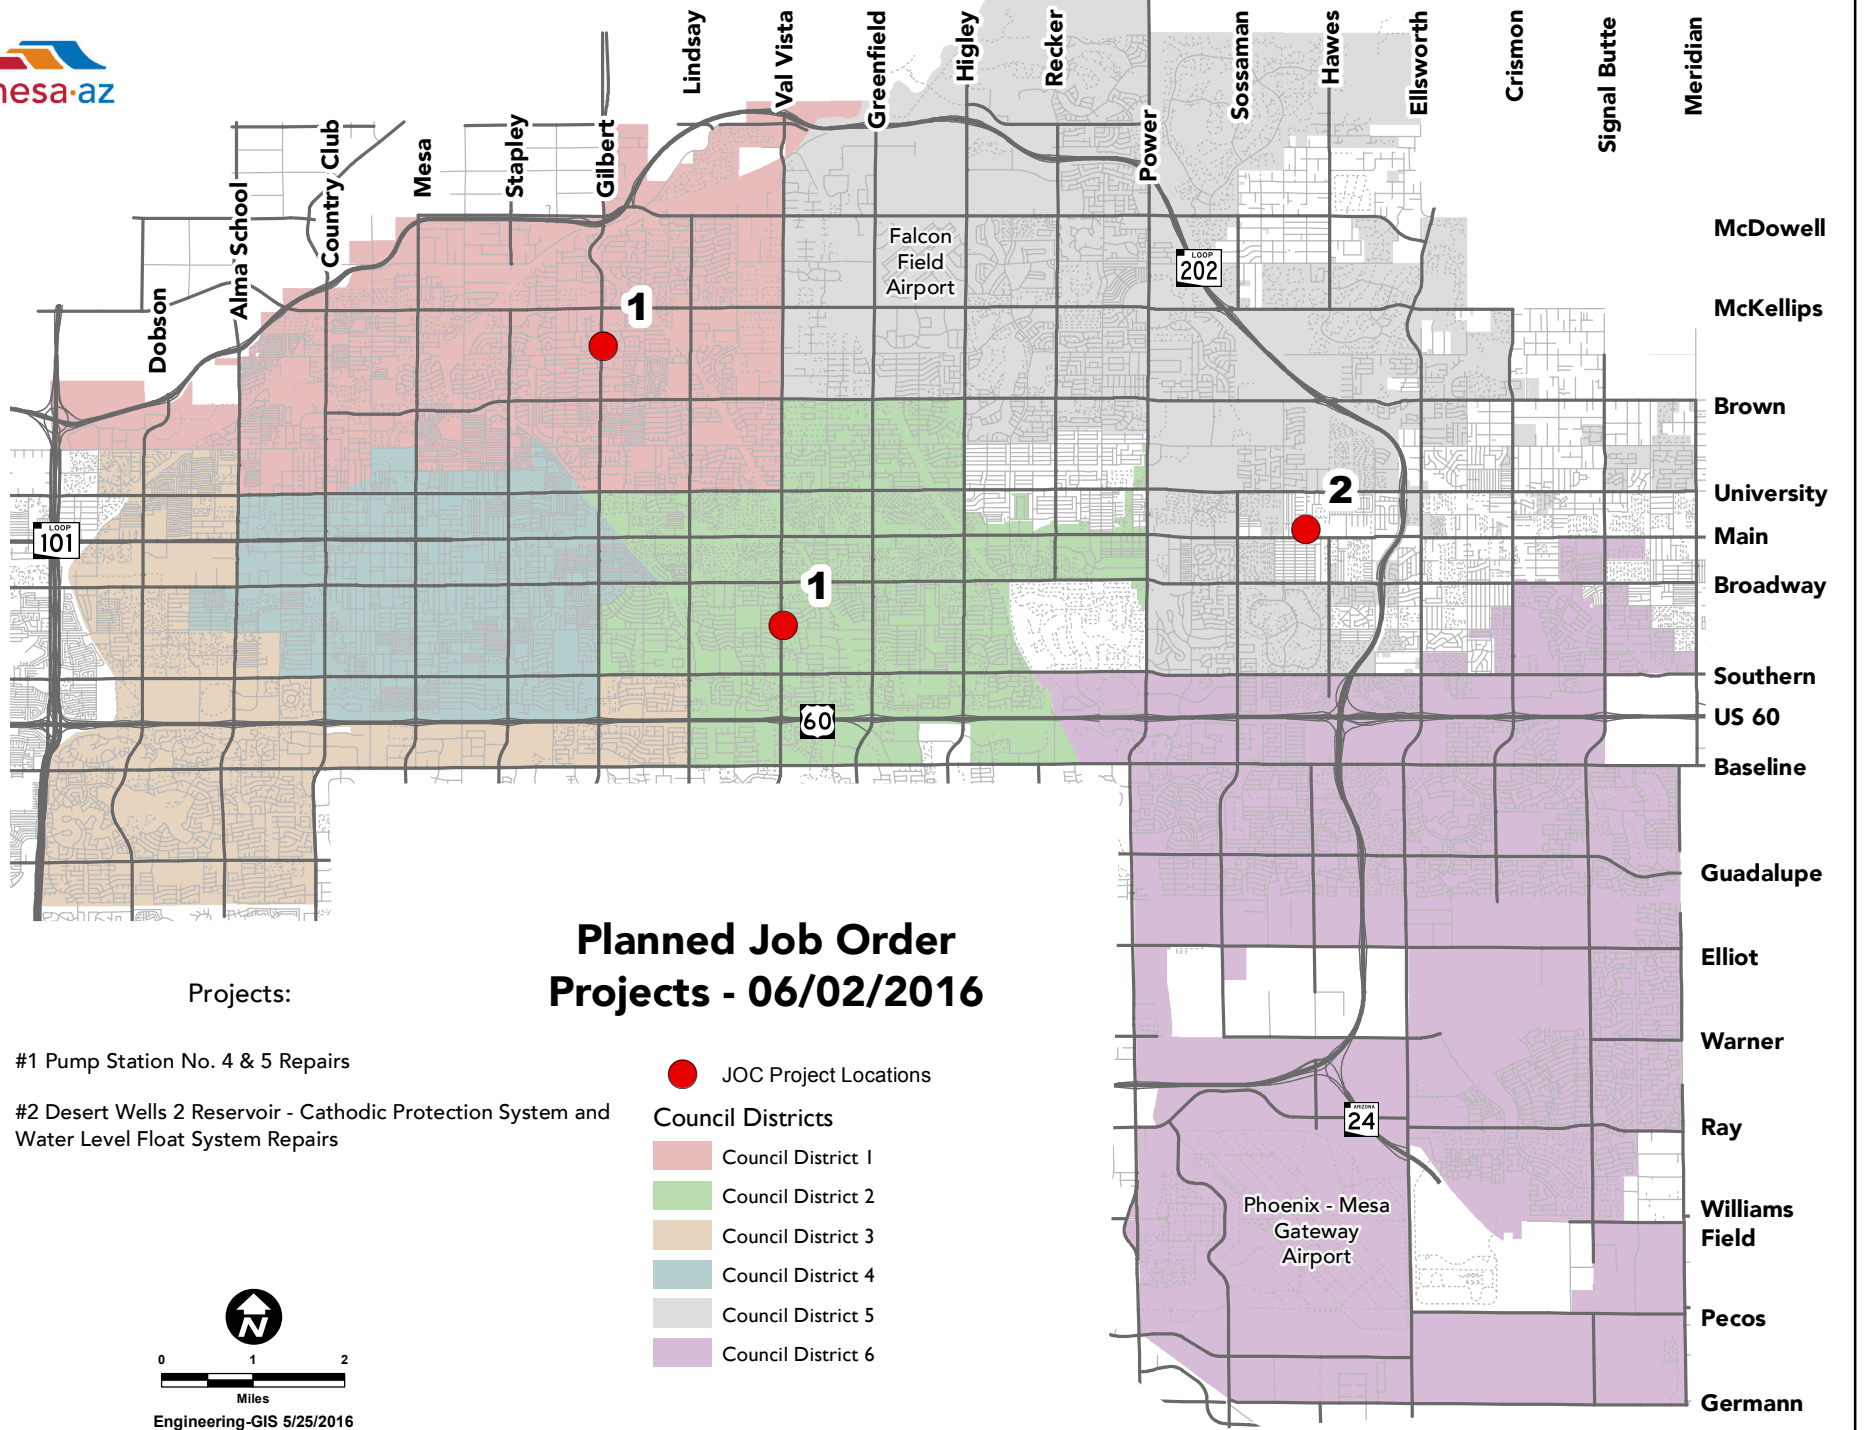 mesa·az
Lindsay
Val Vista
Greenfield
Higley
Recker
Sossaman
Hawes
Ellsworth
Crismon
Signal Butte
Meridian
Dobson
Alma School
Country Club
Mesa
Stapley
Gilbert
Power
McDowell
McKellips
Brown
University
Main
Broadway
Southern
US 60
Baseline
Guadalupe
Elliot
Warner
Ray
Williams
Field
Pecos
Germann
Falcon
Field
Airport
LOOP
202
1
2
LOOP
101
1
60
ARIZONA
24
Phoenix - Mesa
Gateway
Airport
Planned Job Order
Projects - 06/02/2016
Projects:
#1 Pump Station No. 4 & 5 Repairs
#2 Desert Wells 2 Reservoir - Cathodic Protection System and
Water Level Float System Repairs
JOC Project Locations
Council Districts
Council District 1
Council District 2
Council District 3
Council District 4
Council District 5
Council District 6
N
0 1 2
Miles
Engineering-GIS 5/25/2016